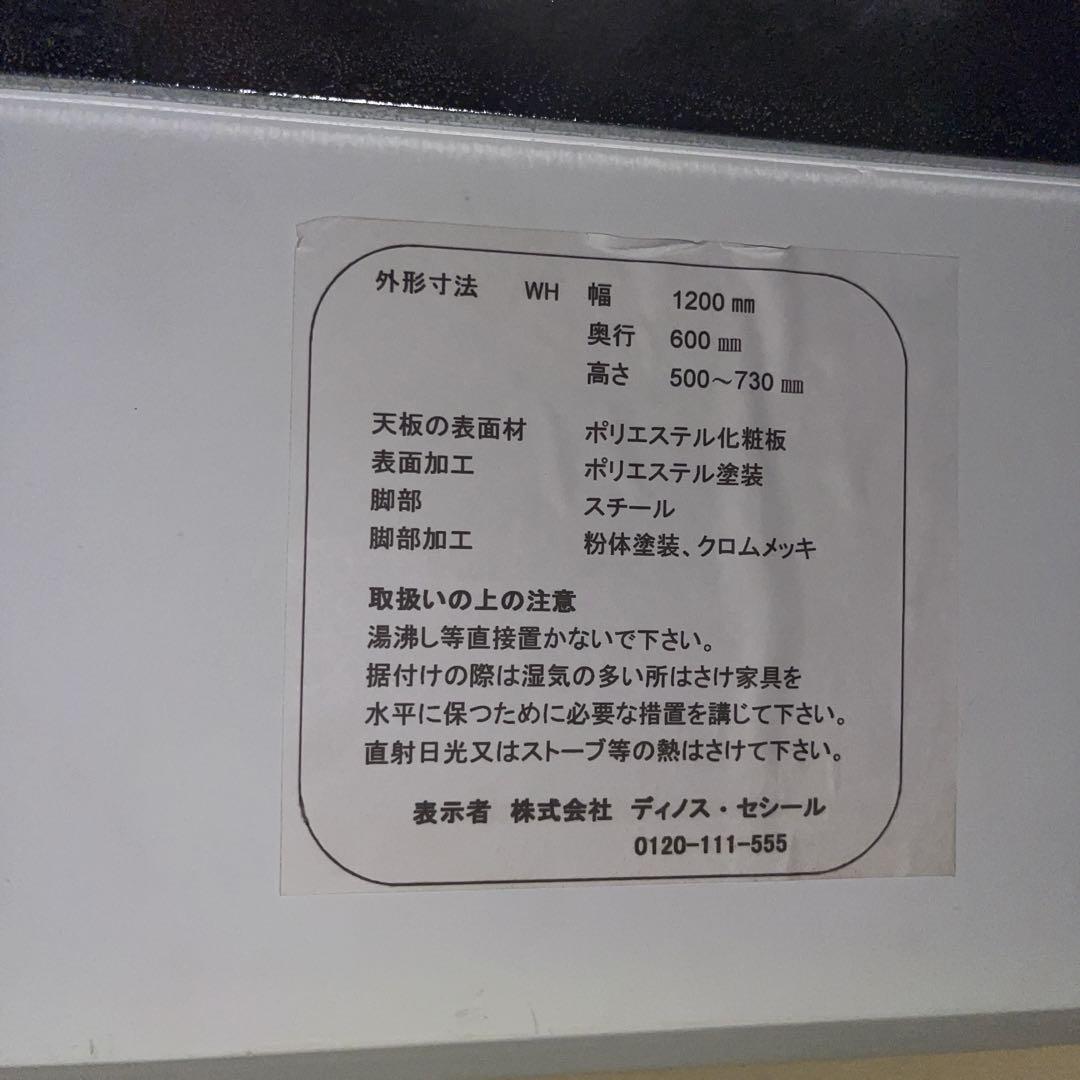 外形寸法 WH 幅 1200㎜
奥行 600㎜
高さ 500～730㎜
天板の表面材 ポリエステル化粧板
表面加工 ポリエステル塗装
脚部 スチール
脚部加工 粉体塗装、クロムメッキ
取扱いの上の注意
湯沸し等直接置かないで下さい。
据付けの際は湿気の多い所はさけ家具を
水平に保つために必要な措置を講じて下さい。
直射日光又はストーブ等の熱はさけて下さい。
表示者 株式会社 ディノス・セシール
0120-111-555